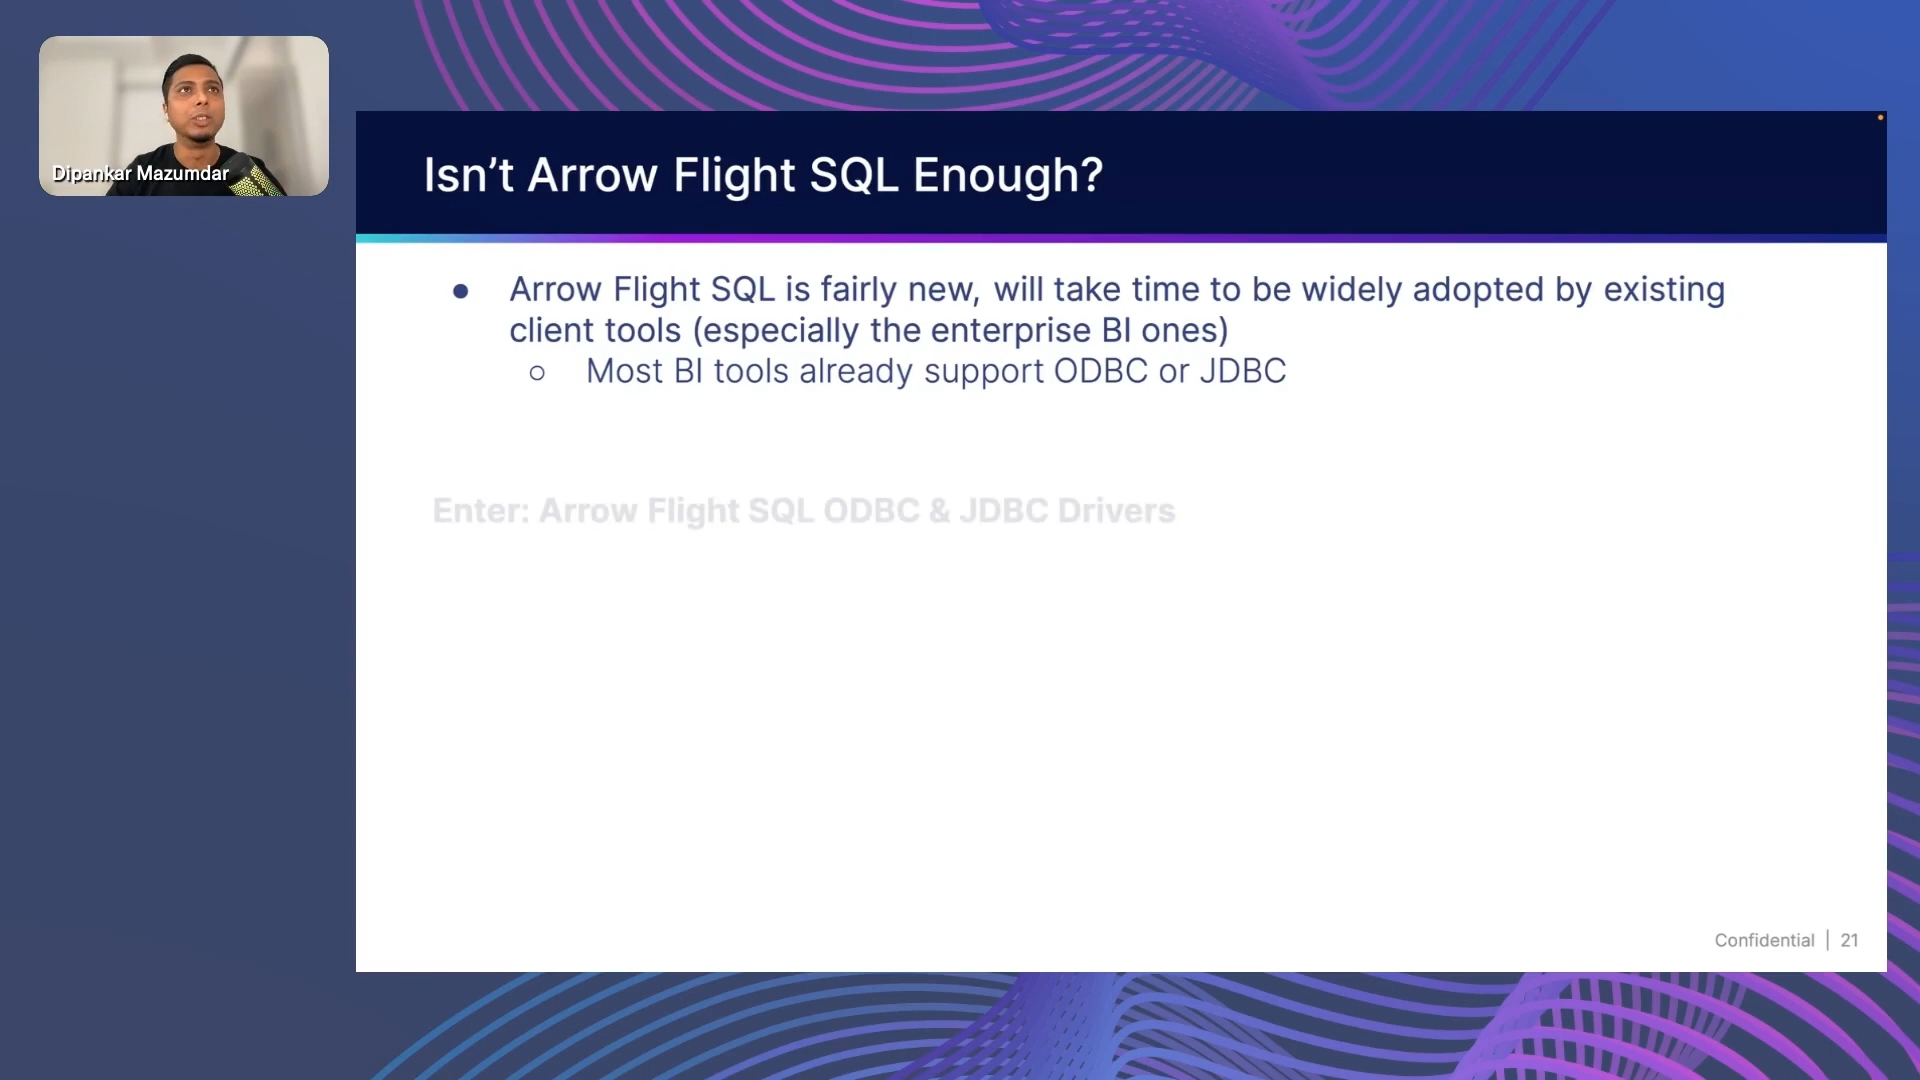 Dipankar Mazumdar
Isn’t Arrow Flight SQL Enough?
● Arrow Flight SQL is fairly new, will take time to be widely adopted by existing
client tools (especially the enterprise BI ones)
○ Most BI tools already support ODBC or JDBC
Enter: Arrow Flight SQL ODBC & JDBC Drivers
Confidential | 21